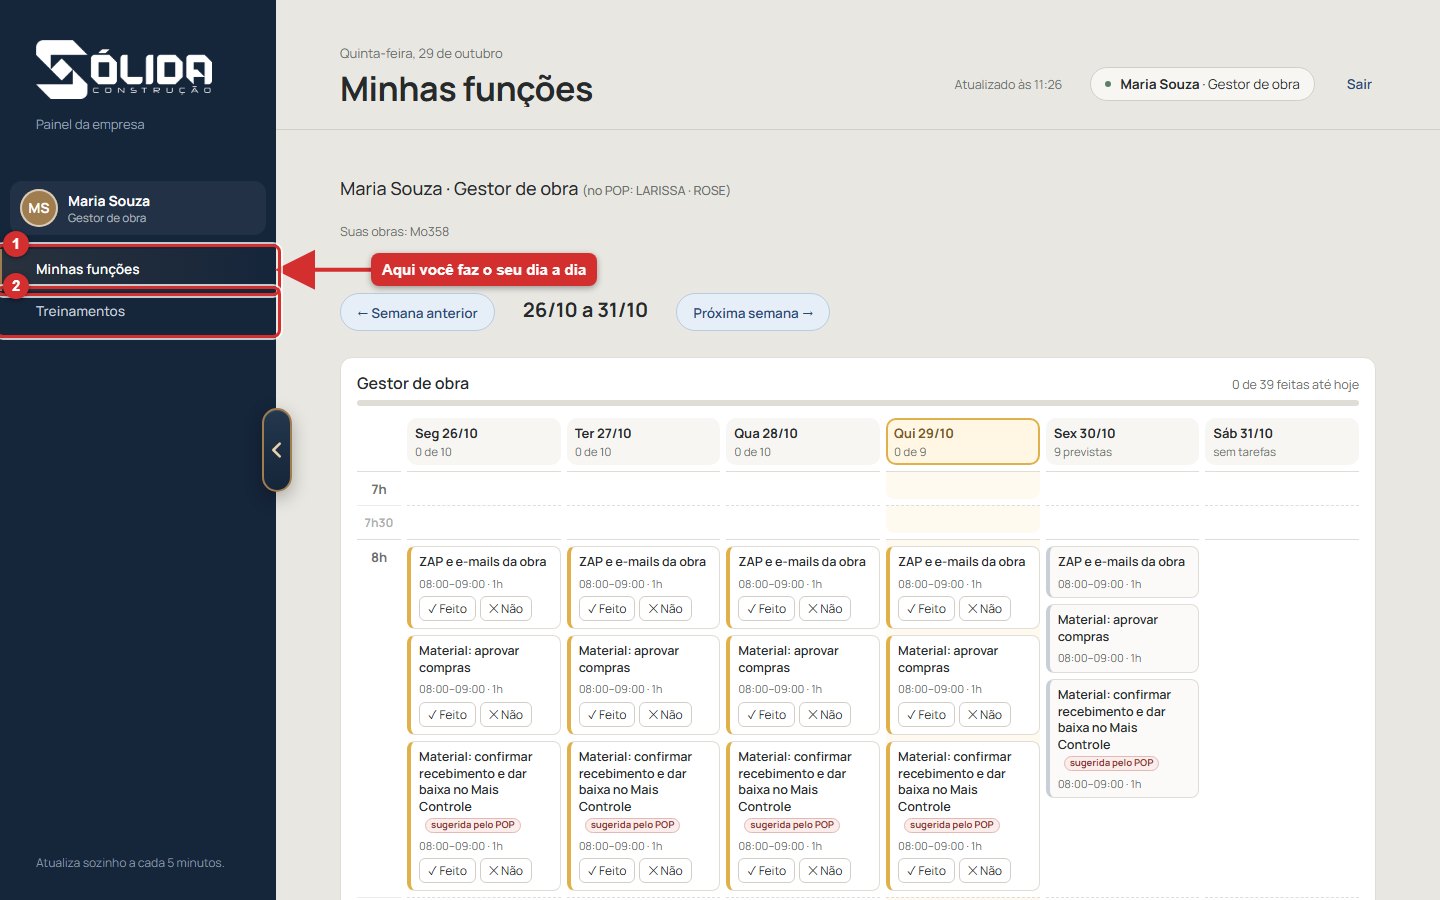 SÓLIDA
CONSTRUÇÃO
Painel da empresa
MS
Maria Souza
Gestor de obra
1
Minhas funções
2
Treinamentos
Atualiza sozinho a cada 5 minutos.
Quinta-feira, 29 de outubro
Minhas funções
Atualizado às 11:26
Maria Souza · Gestor de obra
Sair
Maria Souza · Gestor de obra (no POP: LARISSA · ROSE)
Suas obras: Mo358
Aqui você faz o seu dia a dia
← Semana anterior
26/10 a 31/10
Próxima semana →
Gestor de obra
0 de 39 feitas até hoje
Seg 26/10
0 de 10
Ter 27/10
0 de 10
Qua 28/10
0 de 10
Qui 29/10
0 de 9
Sex 30/10
9 previstas
Sáb 31/10
sem tarefas
7h
7h30
8h
ZAP e e-mails da obra
08:00–09:00 · 1h
✓ Feito
✕ Não
Material: aprovar
compras
08:00–09:00 · 1h
✓ Feito
✕ Não
Material: confirmar
recebimento e dar
baixa no Mais
Controle
sugerida pelo POP
08:00–09:00 · 1h
✓ Feito
✕ Não
ZAP e e-mails da obra
08:00–09:00 · 1h
✓ Feito
✕ Não
Material: aprovar
compras
08:00–09:00 · 1h
✓ Feito
✕ Não
Material: confirmar
recebimento e dar
baixa no Mais
Controle
sugerida pelo POP
08:00–09:00 · 1h
✓ Feito
✕ Não
ZAP e e-mails da obra
08:00–09:00 · 1h
✓ Feito
✕ Não
Material: aprovar
compras
08:00–09:00 · 1h
✓ Feito
✕ Não
Material: confirmar
recebimento e dar
baixa no Mais
Controle
sugerida pelo POP
08:00–09:00 · 1h
✓ Feito
✕ Não
ZAP e e-mails da obra
08:00–09:00 · 1h
✓ Feito
✕ Não
Material: aprovar
compras
08:00–09:00 · 1h
✓ Feito
✕ Não
Material: confirmar
recebimento e dar
baixa no Mais
Controle
sugerida pelo POP
08:00–09:00 · 1h
✓ Feito
✕ Não
ZAP e e-mails da obra
08:00–09:00 · 1h
Material: aprovar
compras
08:00–09:00 · 1h
Material: confirmar
recebimento e dar
baixa no Mais
Controle
sugerida pelo POP
08:00–09:00 · 1h